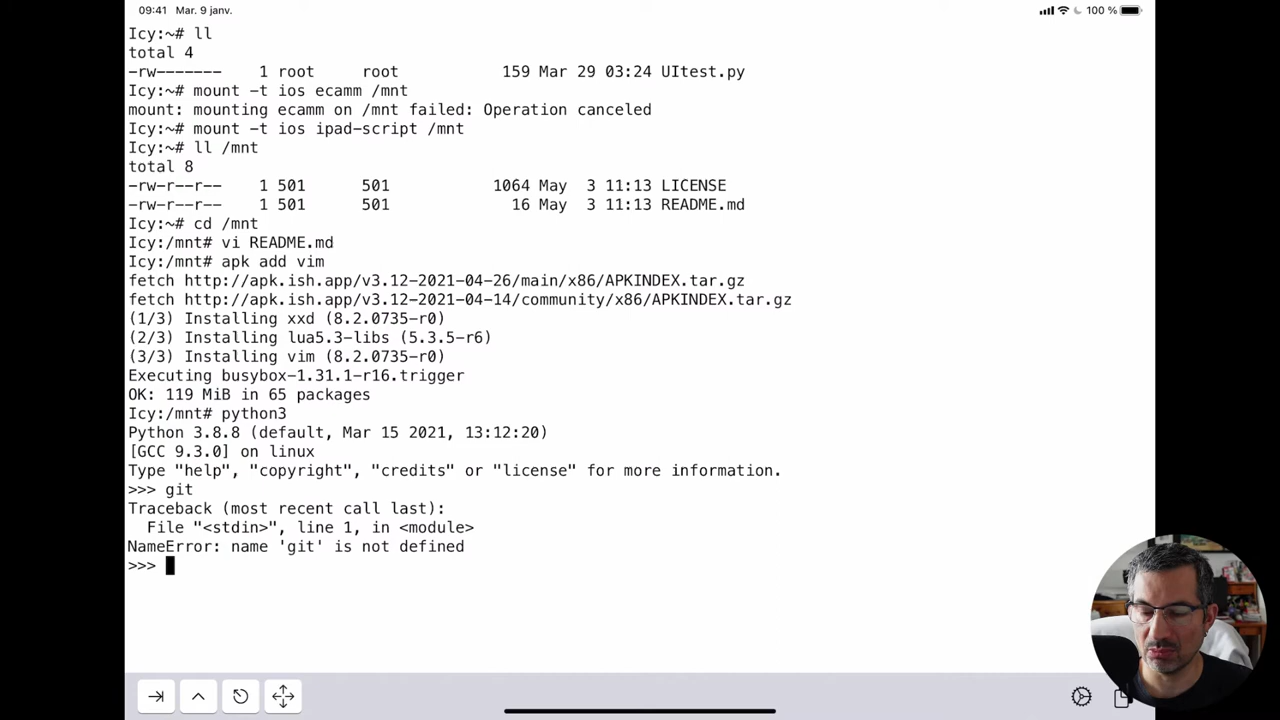 09:41 Mar. 9 janv. 100 %
Icy:~# ll
total 4
-rw------- 1 root root 159 Mar 29 03:24 UItest.py
Icy:~# mount -t ios ecamm /mnt
mount: mounting ecamm on /mnt failed: Operation canceled
Icy:~# mount -t ios ipad-script /mnt
Icy:~# ll /mnt
total 8
-rw-r--r-- 1 501 501 1064 May 3 11:13 LICENSE
-rw-r--r-- 1 501 501 16 May 3 11:13 README.md
Icy:~# cd /mnt
Icy:/mnt# vi README.md
Icy:/mnt# apk add vim
fetch http://apk.ish.app/v3.12-2021-04-26/main/x86/APKINDEX.tar.gz
fetch http://apk.ish.app/v3.12-2021-04-14/community/x86/APKINDEX.tar.gz
(1/3) Installing xxd (8.2.0735-r0)
(2/3) Installing lua5.3-libs (5.3.5-r6)
(3/3) Installing vim (8.2.0735-r0)
Executing busybox-1.31.1-r16.trigger
OK: 119 MiB in 65 packages
Icy:/mnt# python3
Python 3.8.8 (default, Mar 15 2021, 13:12:20)
[GCC 9.3.0] on linux
Type "help", "copyright", "credits" or "license" for more information.
>>> git
Traceback (most recent call last):
  File "<stdin>", line 1, in <module>
NameError: name 'git' is not defined
>>>